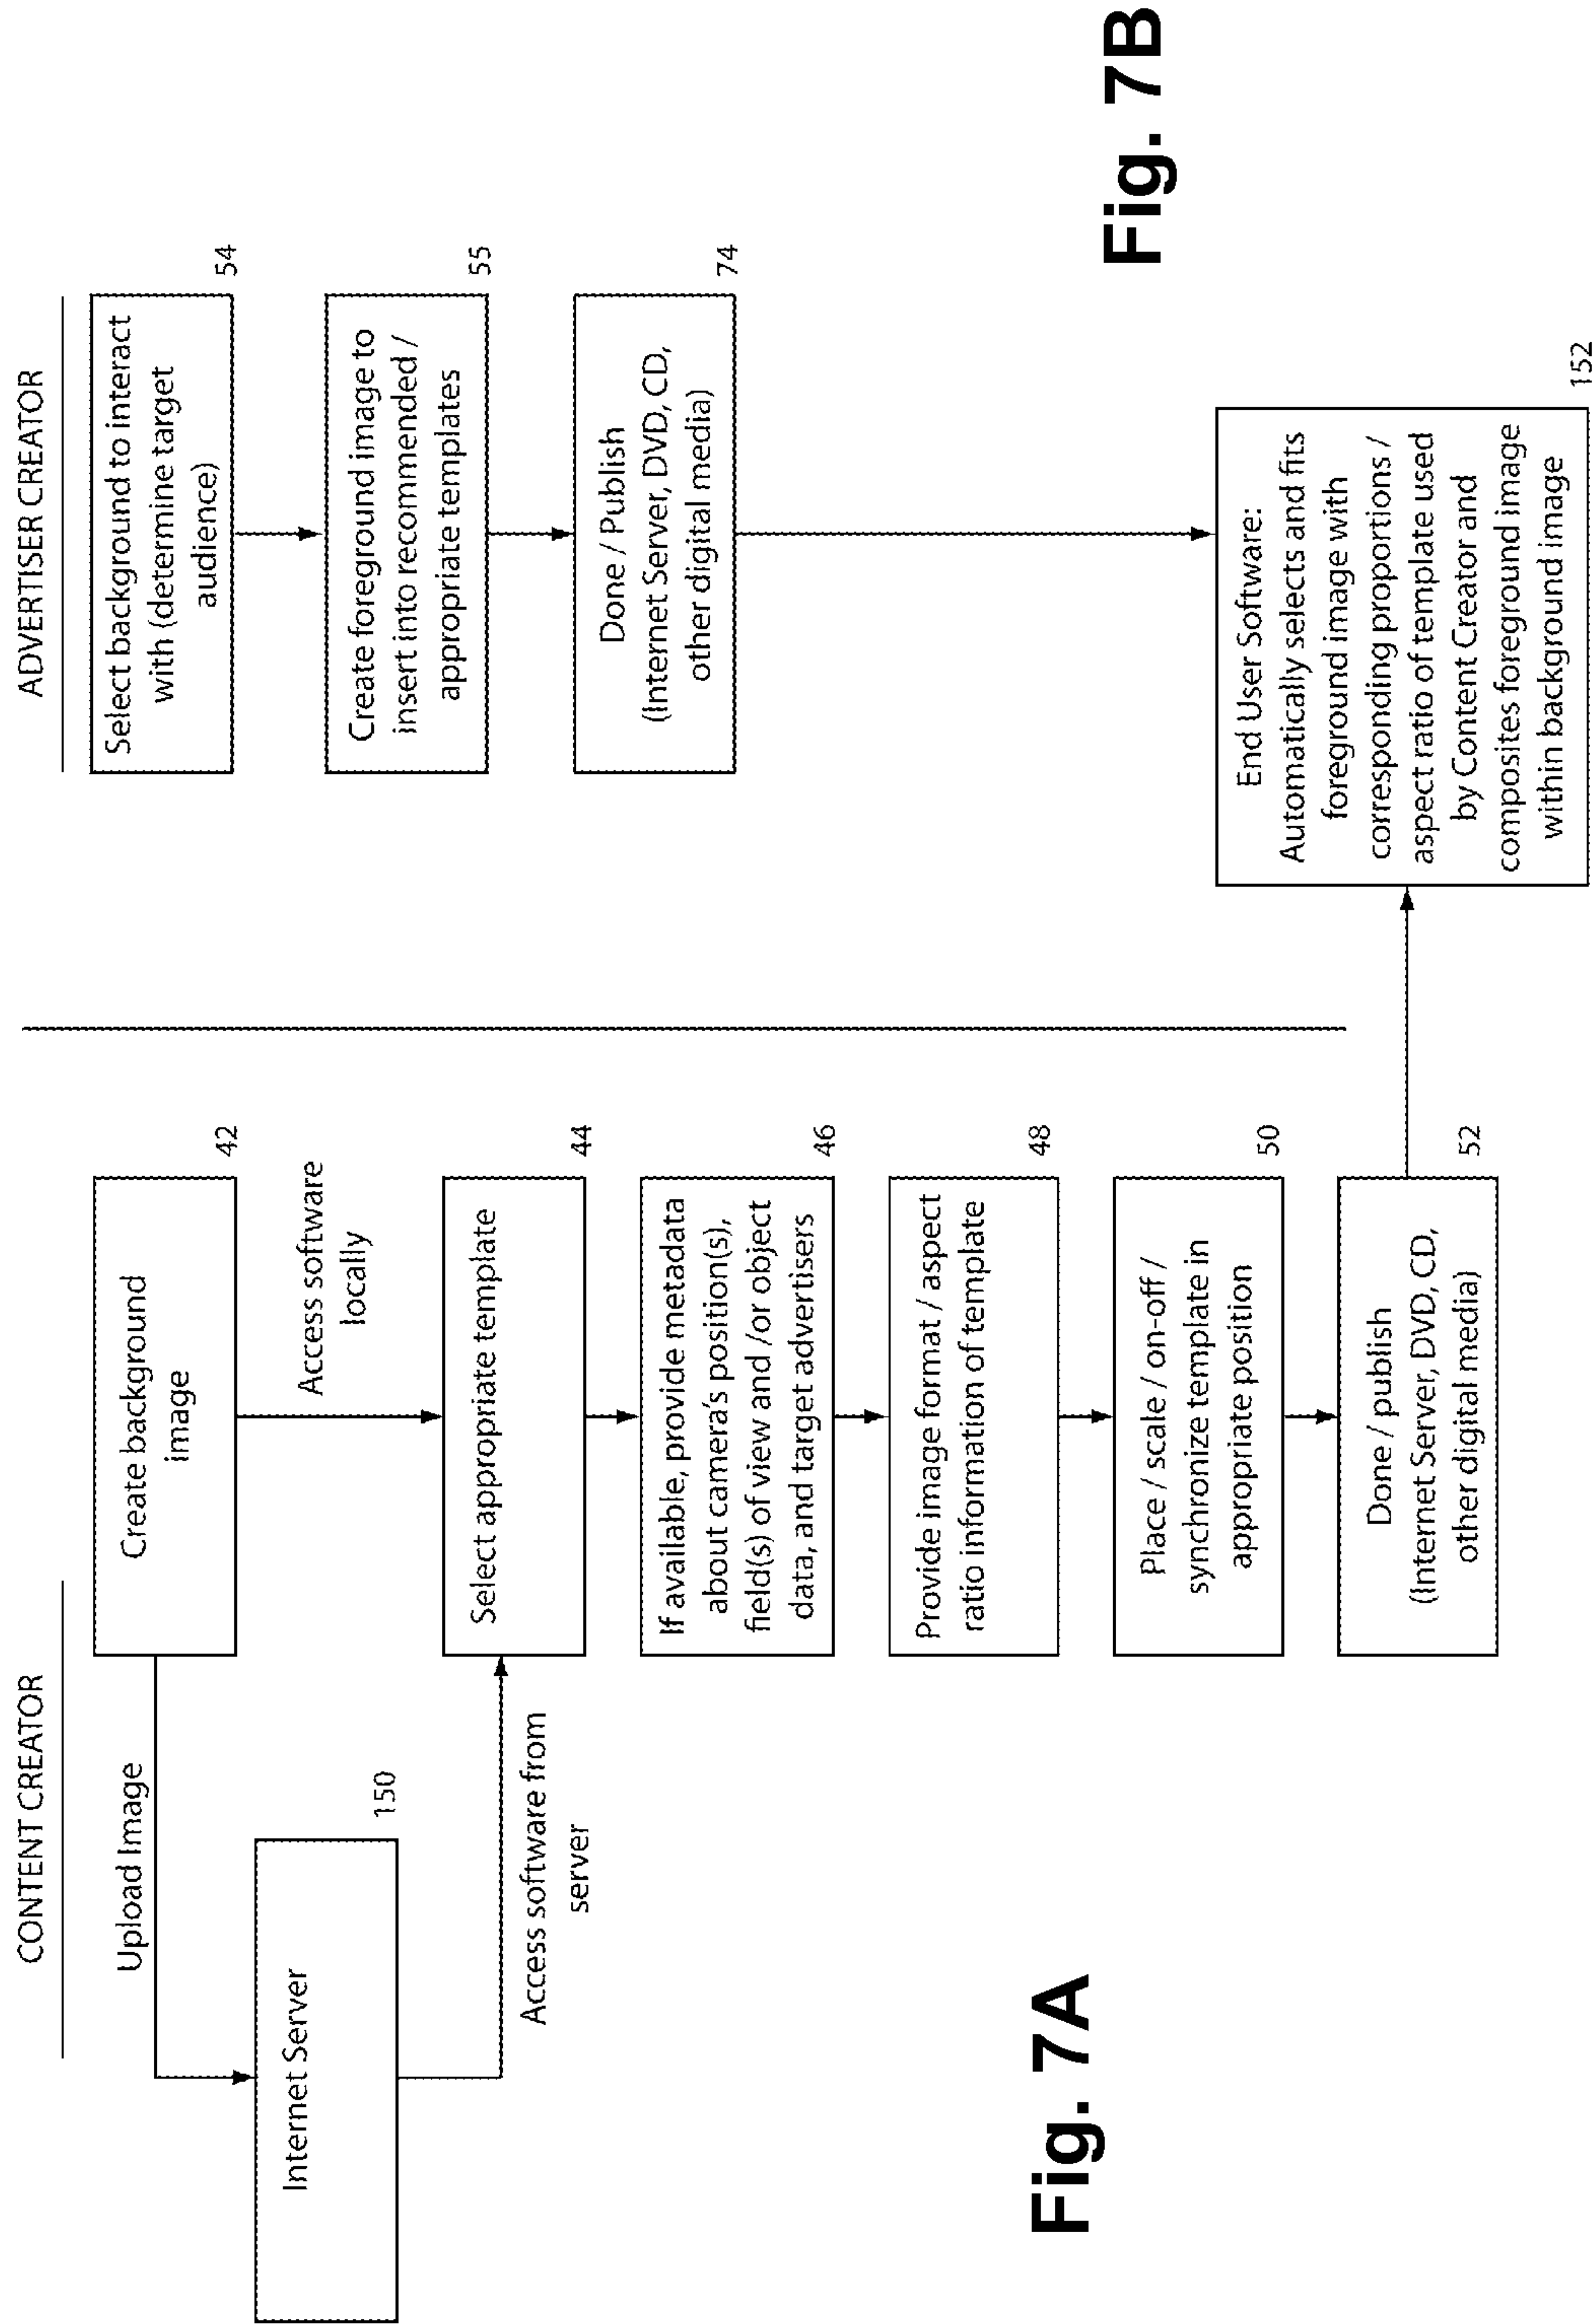 CONTENT CREATOR
Upload Image
Internet Server
150
Access software from
server
Create background
image
42
Access software
locally
Select appropriate template
44
If available, provide metadata
about camera's position(s),
field(s) of view and /or object
data, and target advertisers
46
Provide image format / aspect
ratio information of template
48
Place / scale / on-off /
synchronize template in
appropriate position
50
Done / publish
(Internet Server, DVD, CD,
other digital media)
52
Fig. 7A
ADVERTISER CREATOR
Select background to interact
with (determine target
audience)
54
Create foreground image to
insert into recommended /
appropriate templates
55
Done / Publish
(Internet Server, DVD, CD,
other digital media)
74
End User Software:
Automatically selects and fits
foreground image with
corresponding proportions /
aspect ratio of template used
by Content Creator and
composites foreground image
within background image
152
Fig. 7B